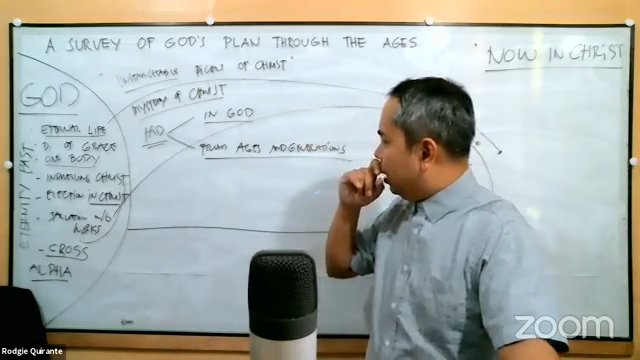 A SURVEY OF GOD'S PLAN THROUGH THE AGES
NOW IN CHRIST
"UNSEARCHABLE RICHES OF CHRIST"
MYSTERY OF CHRIST
GOD
HID
IN GOD
FROM AGES AND GENERATIONS
ETERNITY PAST
ETERNAL LIFE
D. OF GRACE
ONE BODY
- INDWELLING CHRIST
- ELECTION IN CHRIST
- SALVATION W/O
- CROSS
ALPHA
Rodgie Quirante
zoom